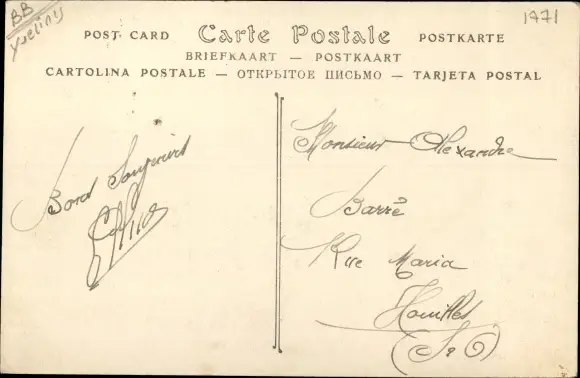 BB
Yvelines
1971
POST CARD Carte Postale POSTKARTE
BRIEFKAART — POSTKAART
CARTOLINA POSTALE — ОТКРЫТОЕ ПИСЬМО — TARJETA POSTAL
Bons Souvenirs
Monsieur Alexandre
Barré
Rue Maria
Houilles
(S&O)